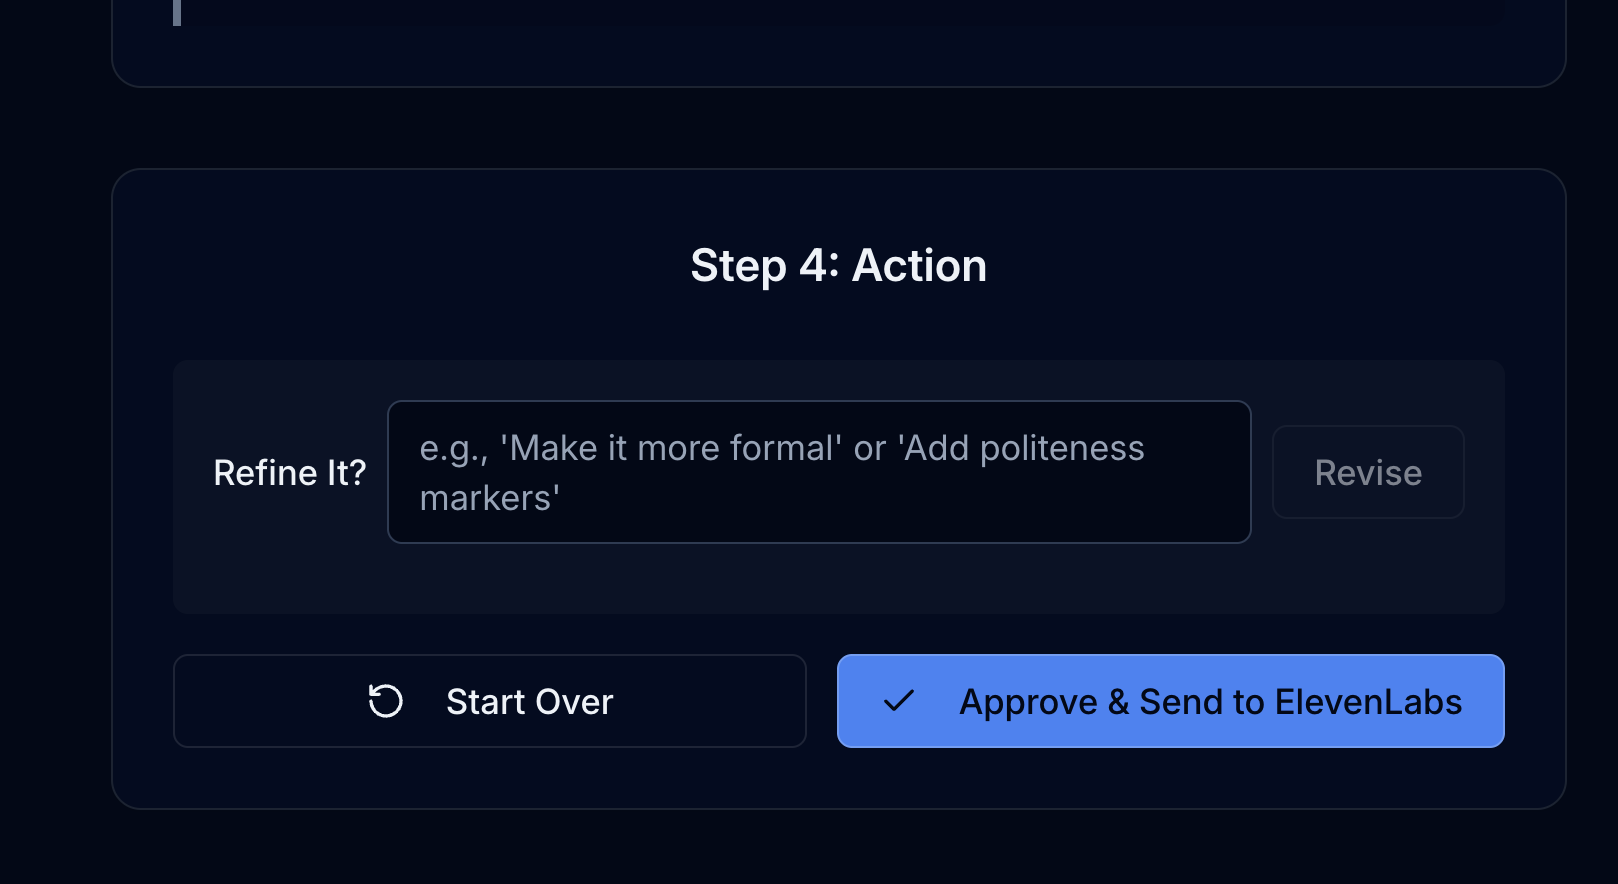 Step 4: Action
Refine It?
e.g., 'Make it more formal' or 'Add politeness
markers'
Revise
Start Over
Approve & Send to ElevenLabs